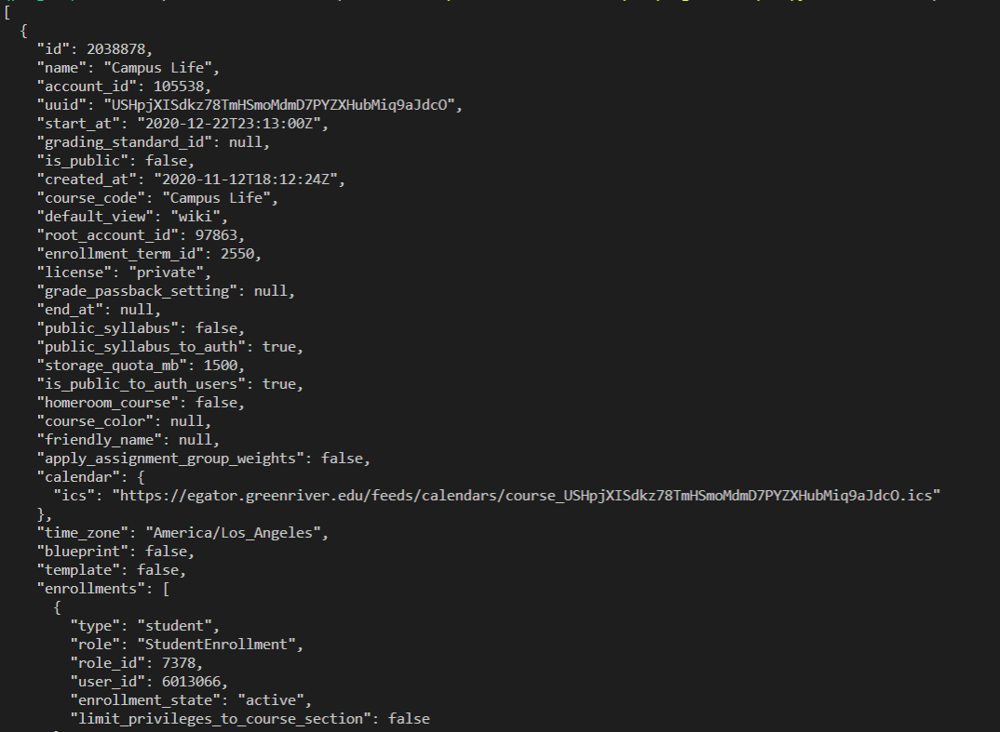 [
{
"id": 2038878,
"name": "Campus Life",
"account_id": 105538,
"uuid": "USHpjXISdkz78TmHSmoMdmD7PYZXHubMiq9aJdcO",
"start_at": "2020-12-22T23:13:00Z",
"grading_standard_id": null,
"is_public": false,
"created_at": "2020-11-12T18:12:24Z",
"course_code": "Campus Life",
"default_view": "wiki",
"root_account_id": 97863,
"enrollment_term_id": 2550,
"license": "private",
"grade_passback_setting": null,
"end_at": null,
"public_syllabus": false,
"public_syllabus_to_auth": true,
"storage_quota_mb": 1500,
"is_public_to_auth_users": true,
"homeroom_course": false,
"course_color": null,
"friendly_name": null,
"apply_assignment_group_weights": false,
"calendar": {
"ics": "https://egator.greenriver.edu/feeds/calendars/course_USHpjXISdkz78TmHSmoMdmD7PYZXHubMiq9aJdcO.ics"
},
"time_zone": "America/Los_Angeles",
"blueprint": false,
"template": false,
"enrollments": [
{
"type": "student",
"role": "StudentEnrollment",
"role_id": 7378,
"user_id": 6013066,
"enrollment_state": "active",
"limit_privileges_to_course_section": false